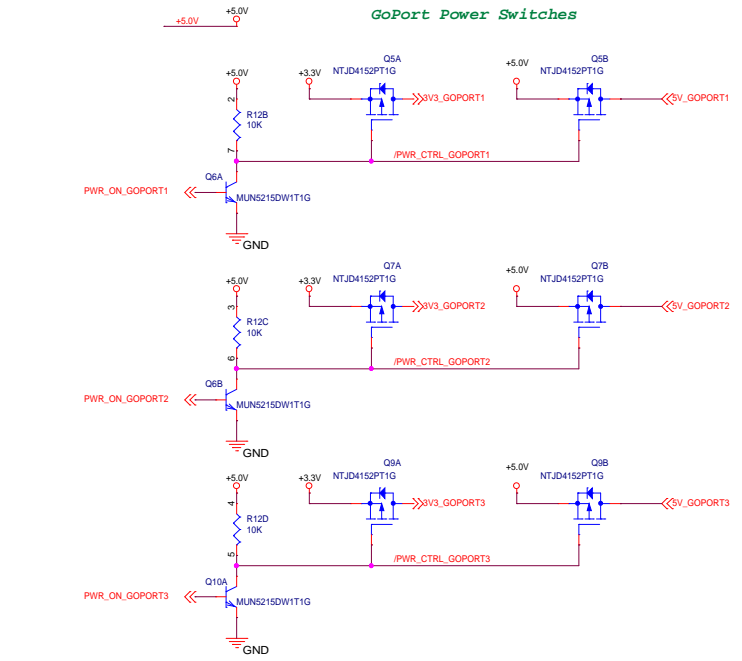 GoPort Power Switches
+5.0V
+5.0V
Q5A
NTJD4152PT1G
Q5B
NTJD4152PT1G
+5.0V
+3.3V
+5.0V
2
R12B
10K
7
3V3_GOPORT1
5V_GOPORT1
/PWR_CTRL_GOPORT1
Q6A
PWR_ON_GOPORT1
MUN5215DW1T1G
GND
Q7A
NTJD4152PT1G
Q7B
NTJD4152PT1G
+5.0V
+3.3V
+5.0V
3
R12C
10K
6
3V3_GOPORT2
5V_GOPORT2
/PWR_CTRL_GOPORT2
Q6B
PWR_ON_GOPORT2
MUN5215DW1T1G
GND
Q9A
NTJD4152PT1G
Q9B
NTJD4152PT1G
+5.0V
+3.3V
+5.0V
4
R12D
10K
5
3V3_GOPORT3
5V_GOPORT3
/PWR_CTRL_GOPORT3
Q10A
PWR_ON_GOPORT3
MUN5215DW1T1G
GND